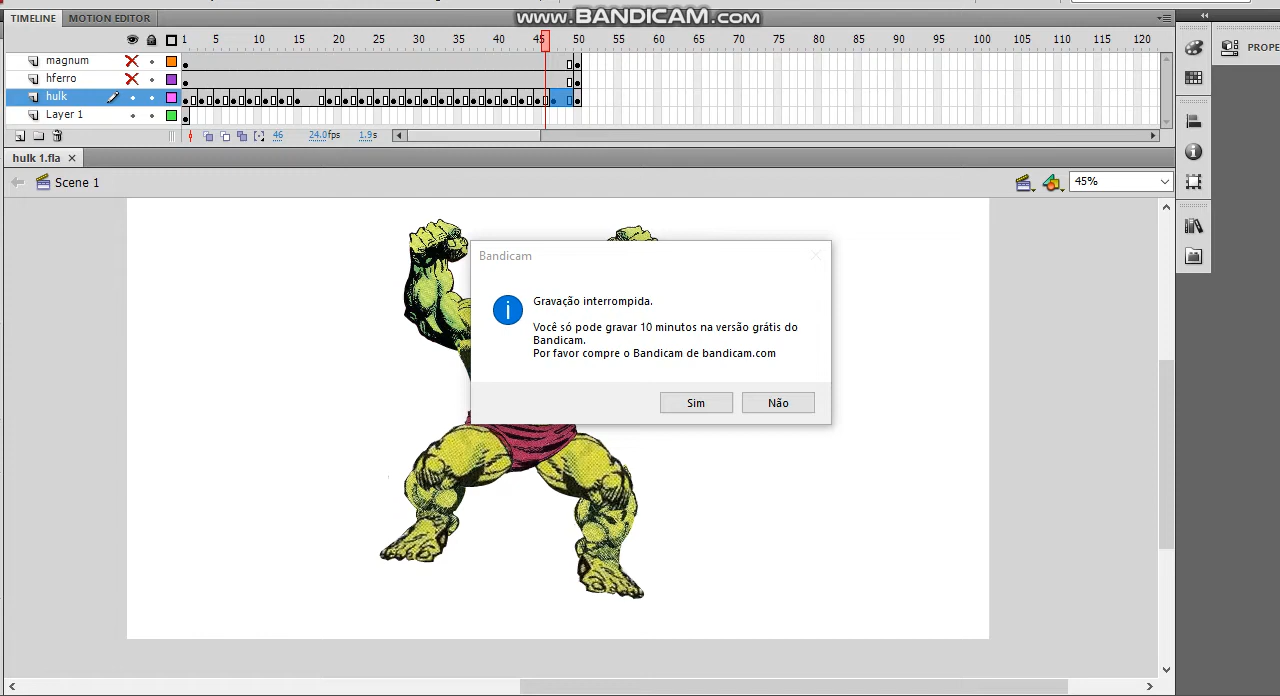 www.BANDICAM.com
TIMELINE MOTION EDITOR
1 5 10 15 20 25 30 35 40 45 50 55 60 65 70 75 80 85 90 95 100 105 110 115 120
PROPE
magnum
hferro
hulk
Layer 1
46 24.0fps 1.9s
hulk 1.fla
Scene 1
45%
Bandicam
Gravação interrompida.
Você só pode gravar 10 minutos na versão grátis do
Bandicam.
Por favor compre o Bandicam de bandicam.com
Sim Não